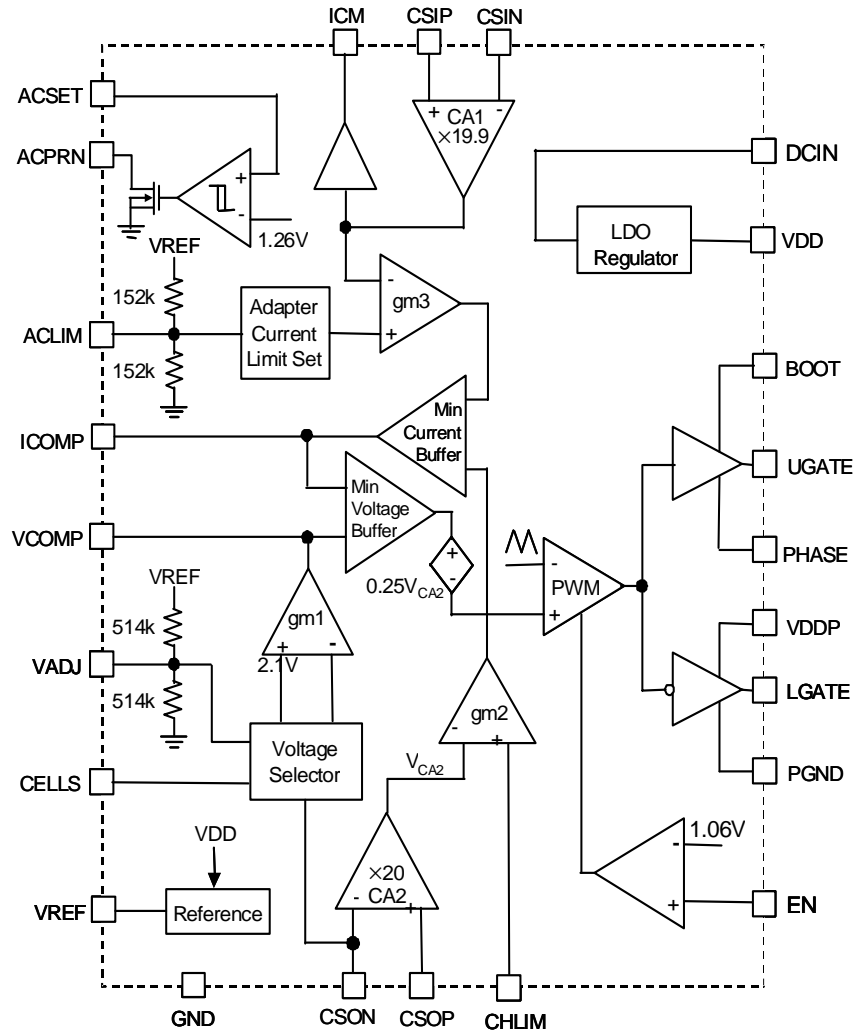 ICM CSIP CSIN
ACSET
+ CA1 -
×19.9
ACPRN
DCIN
+
-
1.26V
LDO
Regulator
VDD
VREF
152k
-
gm3
+
Adapter
Current
Limit Set
ACLIM
152k
BOOT
Min
Current
Buffer
ICOMP
UGATE
Min
Voltage
Buffer
VCOMP
+
-
0.25VCA2
-
PWM
+
PHASE
VREF
514k
gm1
+ -
2.1V
VDDP
VADJ
514k
LGATE
gm2
- +
Voltage
Selector
VCA2
CELLS
PGND
VDD
×20
- CA2 +
1.06V
-
+
VREF
Reference
EN
GND CSON CSOP CHLIM